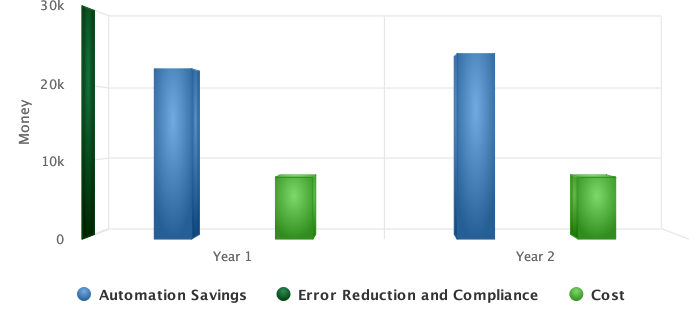 30k
20k
10k
0
Money
Year 1
Year 2
Automation Savings
Error Reduction and Compliance
Cost